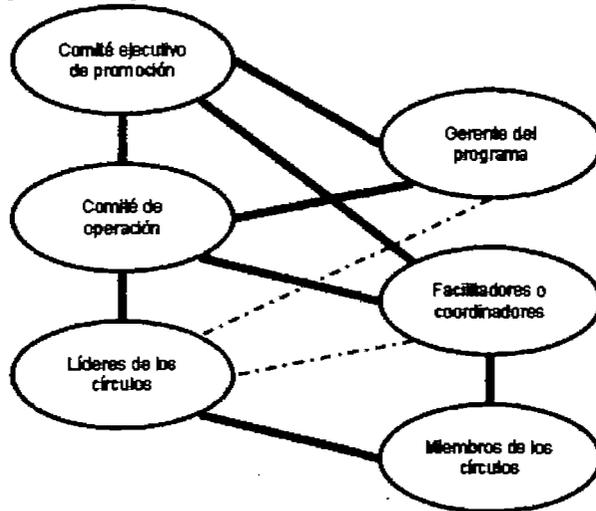 Comité ejecutivo
de promoción
Gerente del
programa
Comité de
operación
Facilitadores o
coordinadores
Líderes de los
círculos
Miembros de los
círculos